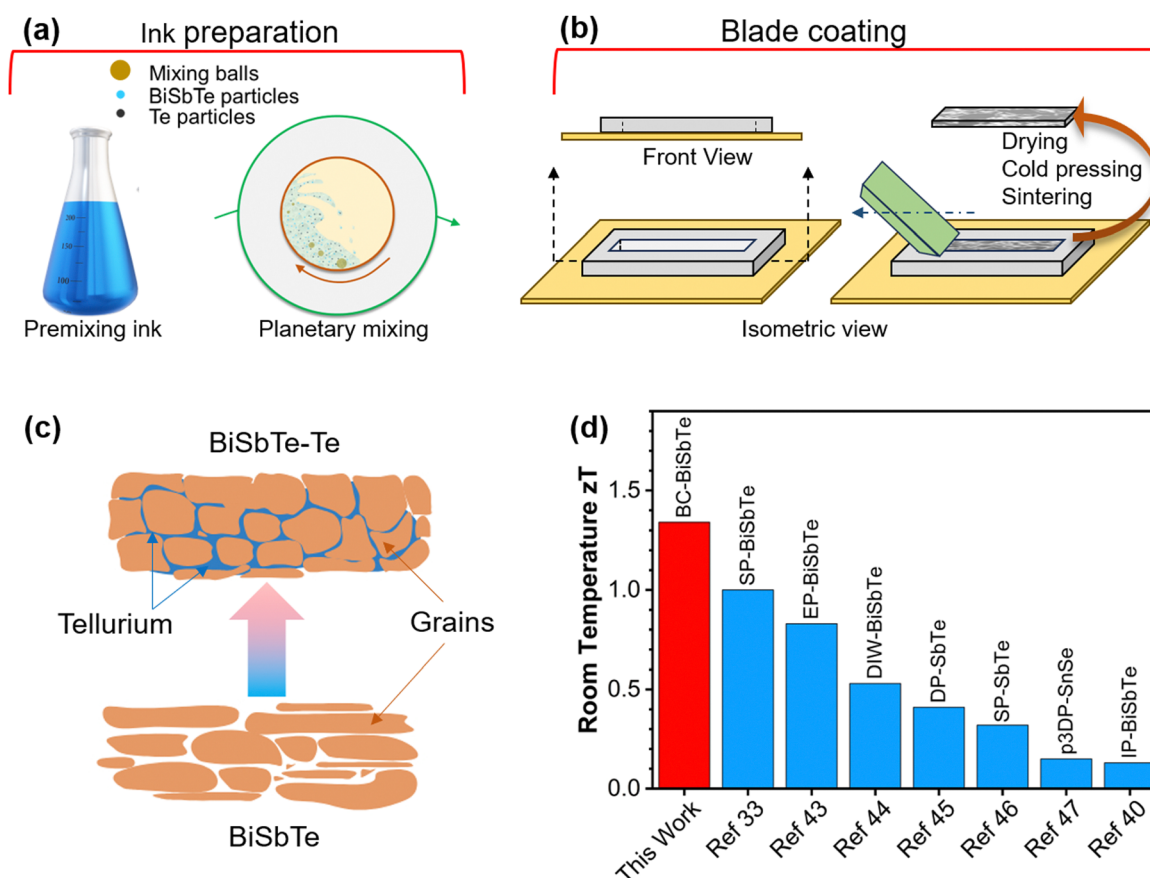 (a)
Ink preparation
Mixing balls
BiSbTe particles
Te particles
200
150
100
Premixing ink
Planetary mixing
(b)
Blade coating
Front View
Drying
Cold pressing
Sintering
Isometric view
(c)
BiSbTe-Te
Tellurium
Grains
BiSbTe
(d)
Room Temperature zT
1.5
1.0
0.5
0.0
BC-BiSbTe
SP-BiSbTe
EP-BiSbTe
DIW-BiSbTe
DP-SbTe
SP-SbTe
p3DP-SnSe
IP-BiSbTe
This Work
Ref 33
Ref 43
Ref 44
Ref 45
Ref 46
Ref 47
Ref 40